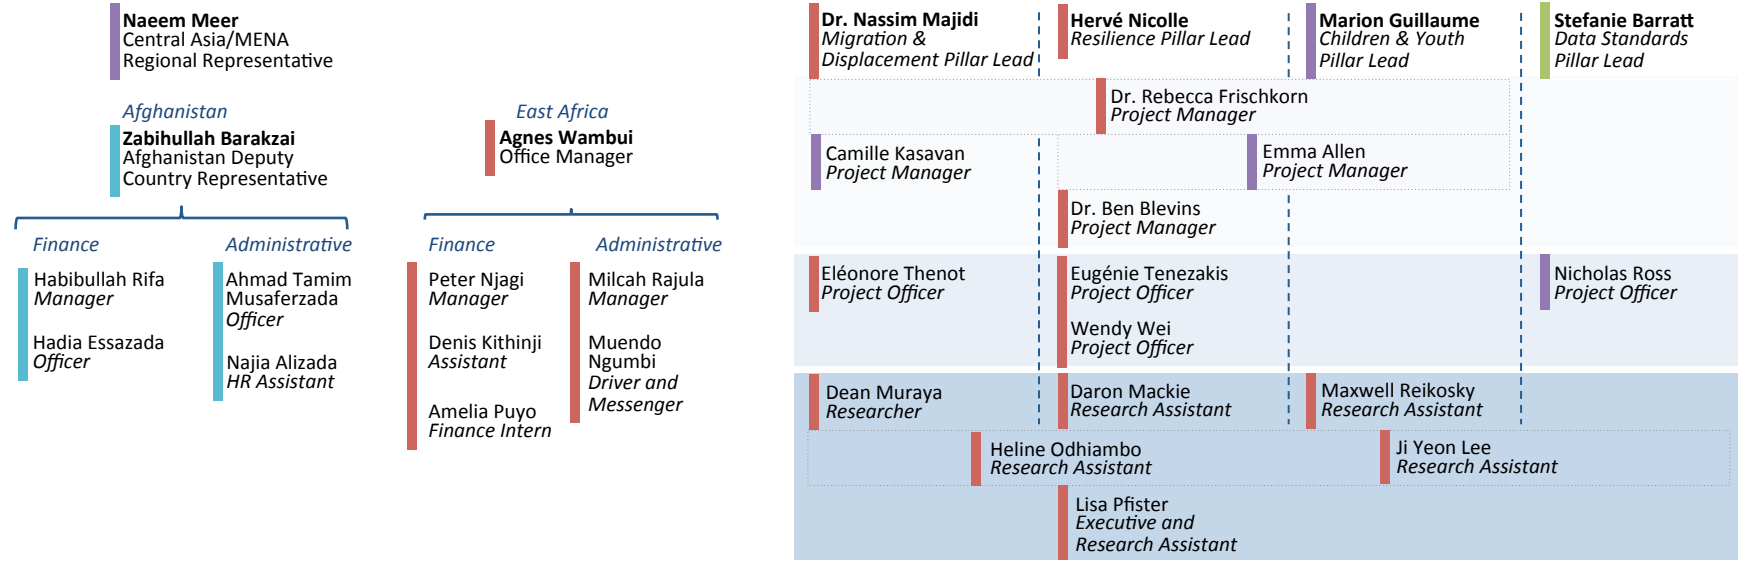 Naeem Meer
Central Asia/MENA
Regional Representative
Afghanistan
Zabihullah Barakzai
Afghanistan Deputy
Country Representative
Finance
Habibullah Rifa
Manager
Hadia Essazada
Officer
Administrative
Ahmad Tamim
Musaferzada
Officer
Najia Alizada
HR Assistant
East Africa
Agnes Wambui
Office Manager
Finance
Peter Njagi
Manager
Denis Kithinji
Assistant
Amelia Puyo
Finance Intern
Administrative
Milcah Rajula
Manager
Muendo
Ngumbi
Driver and
Messenger
Dr. Nassim Majidi
Migration &
Displacement Pillar Lead
Hervé Nicolle
Resilience Pillar Lead
Marion Guillaume
Children & Youth
Pillar Lead
Stefanie Barratt
Data Standards
Pillar Lead
Dr. Rebecca Frischkorn
Project Manager
Camille Kasavan
Project Manager
Emma Allen
Project Manager
Dr. Ben Blevins
Project Manager
Eléonore Thenot
Project Officer
Eugénie Tenezakis
Project Officer
Wendy Wei
Project Officer
Nicholas Ross
Project Officer
Dean Muraya
Researcher
Daron Mackie
Research Assistant
Maxwell Reikosky
Research Assistant
Heline Odhiambo
Research Assistant
Ji Yeon Lee
Research Assistant
Lisa Pfister
Executive and
Research Assistant